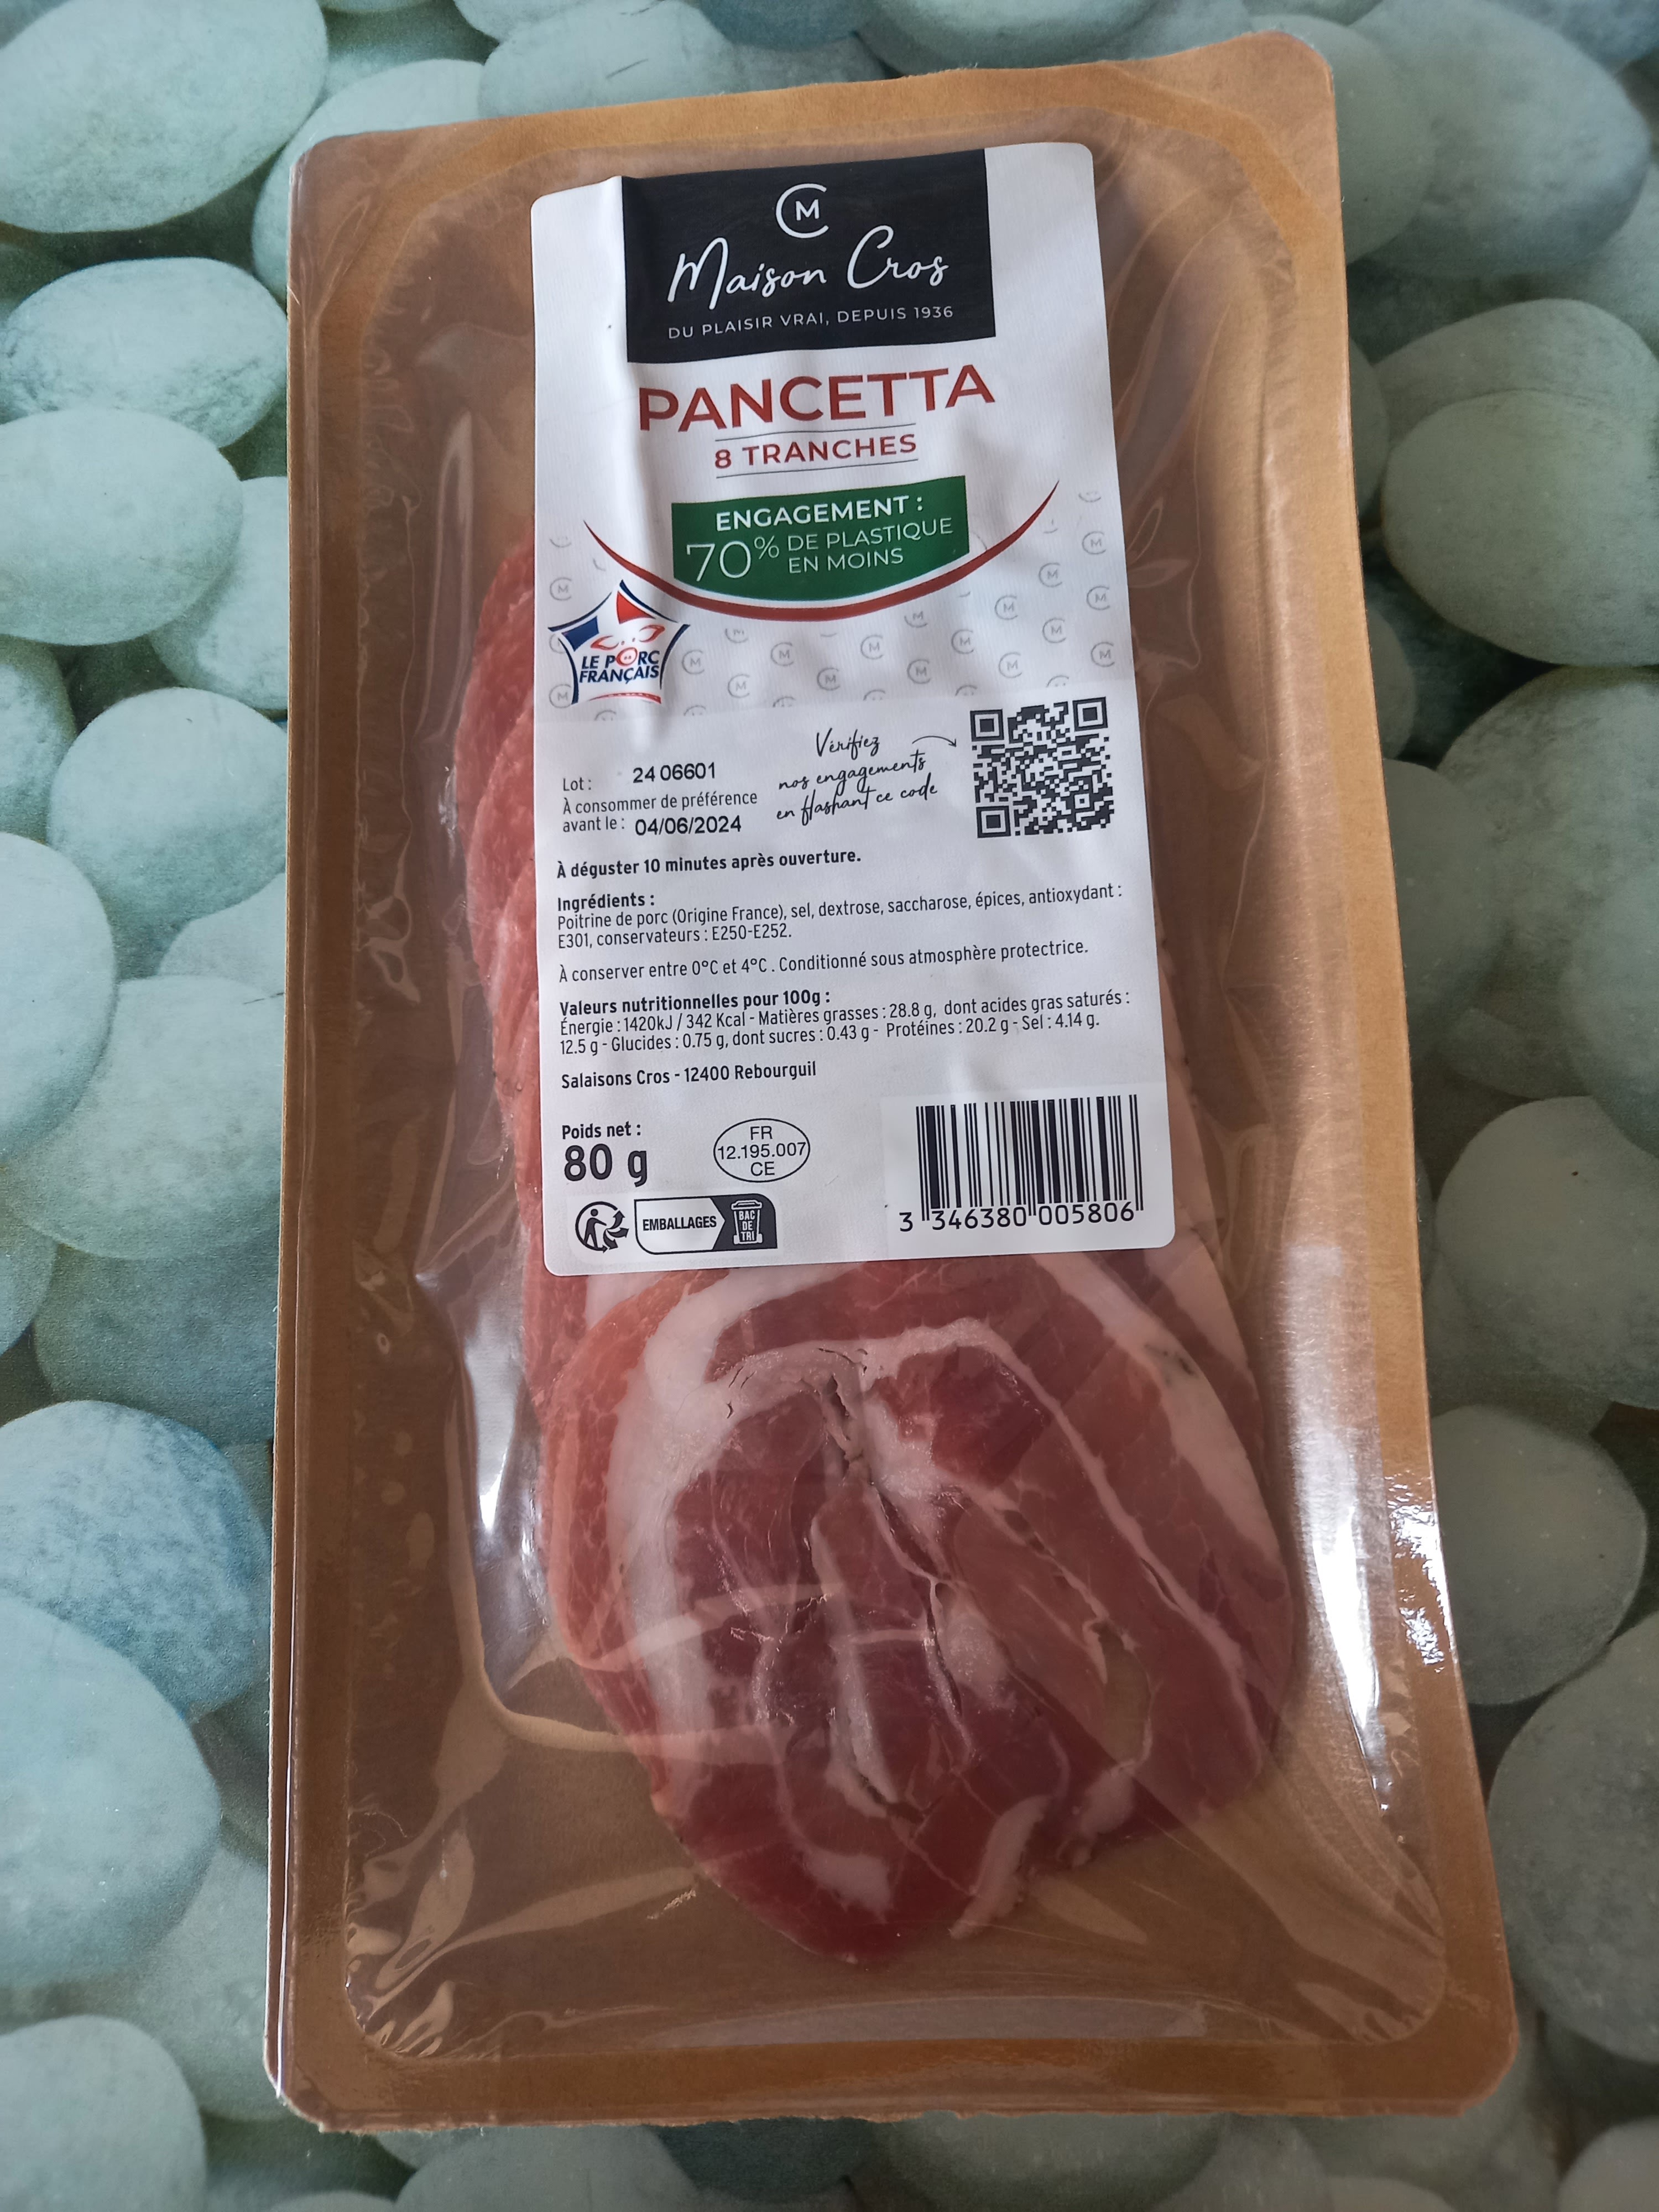 CM
Maison Cros
DU PLAISIR VRAI, DEPUIS 1936
PANCETTA
8 TRANCHES
ENGAGEMENT :
70% DE PLASTIQUE
EN MOINS
LE PORC
FRANÇAIS
Vérifiez
nos engagements
en flashant ce code
Lot : 24 06601
À consommer de préférence
avant le : 04/06/2024
À déguster 10 minutes après ouverture.
Ingrédients :
Poitrine de porc (Origine France), sel, dextrose, saccharose, épices, antioxydant :
E301, conservateurs : E250-E252.
À conserver entre 0°C et 4°C . Conditionné sous atmosphère protectrice.
Valeurs nutritionnelles pour 100g :
Énergie : 1420kJ / 342 Kcal - Matières grasses : 28.8 g, dont acides gras saturés :
12.5 g - Glucides : 0.75 g, dont sucres : 0.43 g - Protéines : 20.2 g - Sel : 4.14 g.
Salaisons Cros - 12400 Rebourguil
Poids net :
80 g
FR
12.195.007
CE
EMBALLAGES
BAC
DE
TRI
3 346380 005806